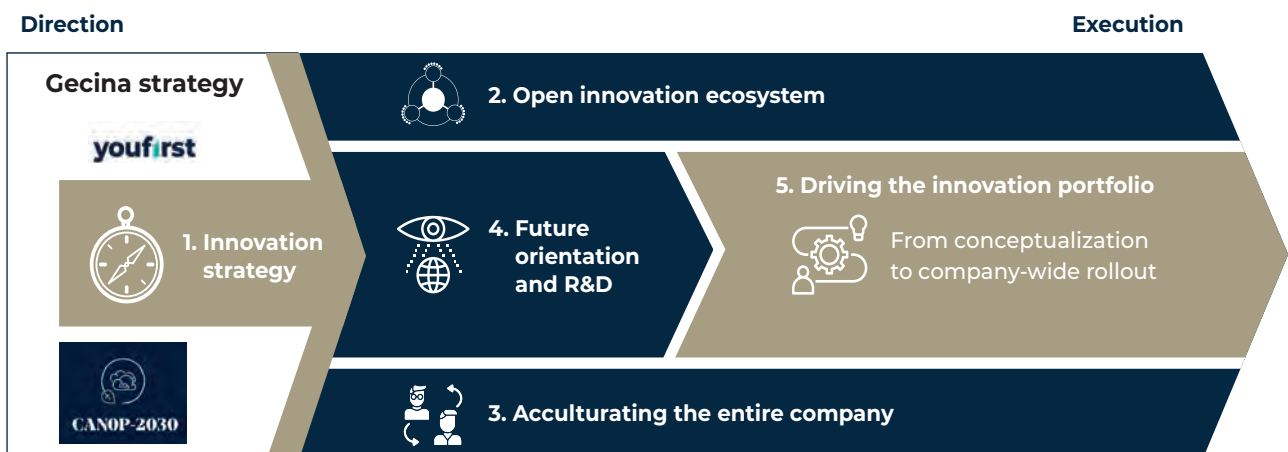 Direction
Execution
Gecina strategy
youfirst
1. Innovation
strategy
CANOP-2030
2. Open innovation ecosystem
4. Future
orientation
and R&D
5. Driving the innovation portfolio
From conceptualization
to company-wide rollout
3. Acculturating the entire company